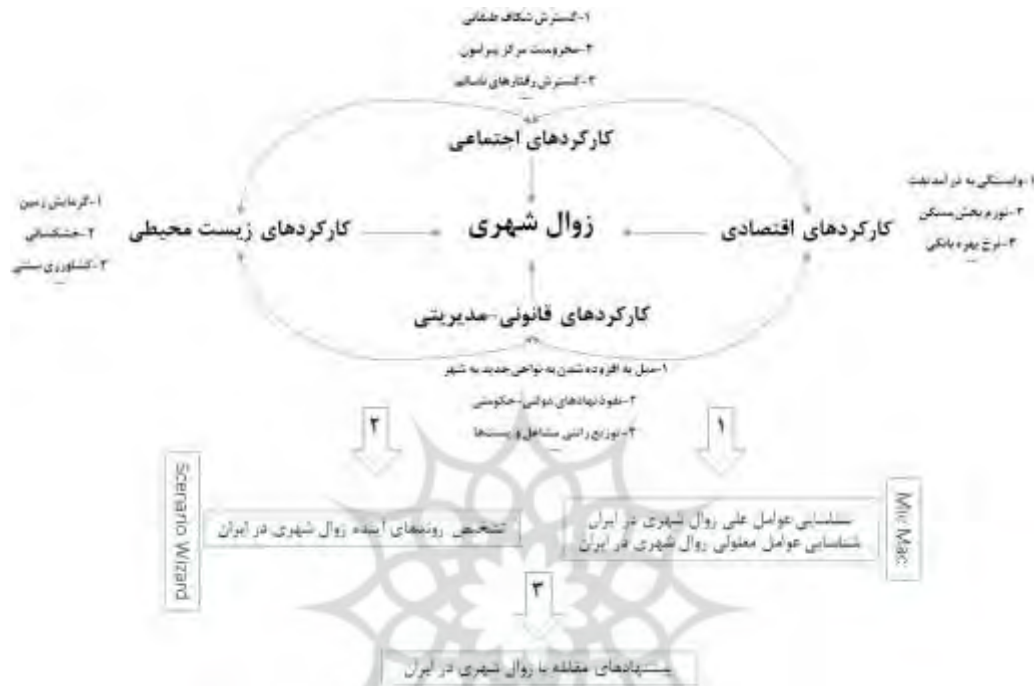 ۱-گسترش شکاف طبقاتی
۲-محرومیت مرکز پیرامون
۳-گسترش رفتارهای ناسالم
...
کارکردهای اجتماعی
۱-وابستگی به درآمد نفت
۲-تورم بخش مسکن
۳-نرخ بهره بانکی
...
کارکردهای اقتصادی
زوال شهری
کارکردهای زیست محیطی
۱-گرمایش زمین
۲-خشکسالی
۳-کشاورزی سنتی
...
کارکردهای قانونی-مدیریتی
۱-میل به افزوده شدن به نواحی جدید به شهر
۲-نفوذ نهادهای دولتی-حکومتی
۳-توزیع رانتی مشاغل و پست‌ها
...
۱
۲
Mic Mac
شناسایی عوامل علی زوال شهری در ایران
شناسایی عوامل معلولی زوال شهری در ایران
تشخیص روندهای آینده زوال شهری در ایران
Scenario Wizard
۳
پیشنهادهای مقابله با زوال شهری در ایران